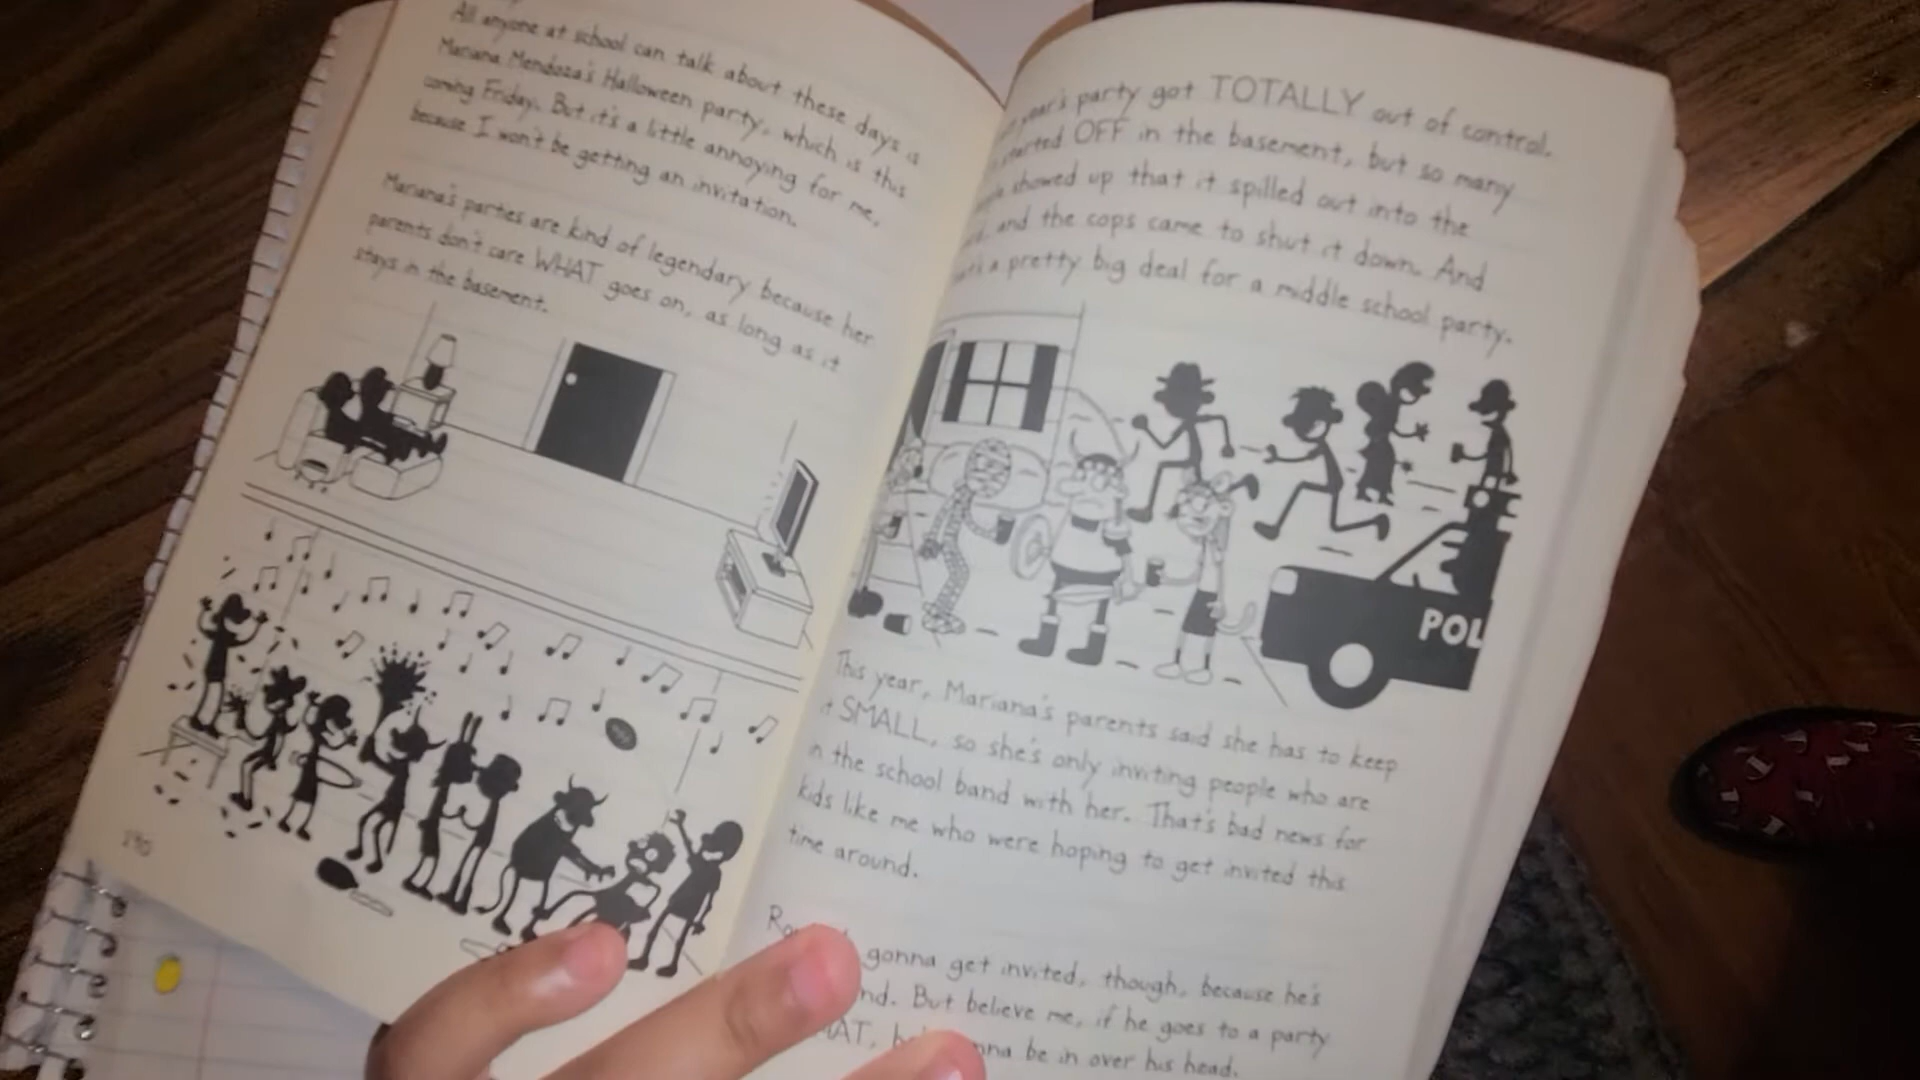 All anyone at school can talk about these days is
Mariana Mendoza's Halloween party, which is this
coming Friday. But it's a little annoying for me,
because I won't be getting an invitation.
Mariana's parties are kind of legendary because her
parents don't care WHAT goes on, as long as it
stays in the basement.
year's party got TOTALLY out of control.
started OFF in the basement, but so many
showed up that it spilled out into the
and the cops came to shut it down. And
a pretty big deal for a middle school party.
POL
This year, Mariana's parents said she has to keep
it SMALL, so she's only inviting people who are
in the school band with her. That's bad news for
kids like me who were hoping to get invited this
time around.
gonna get invited, though, because he's
But believe me, if he goes to a party
be in over his head.